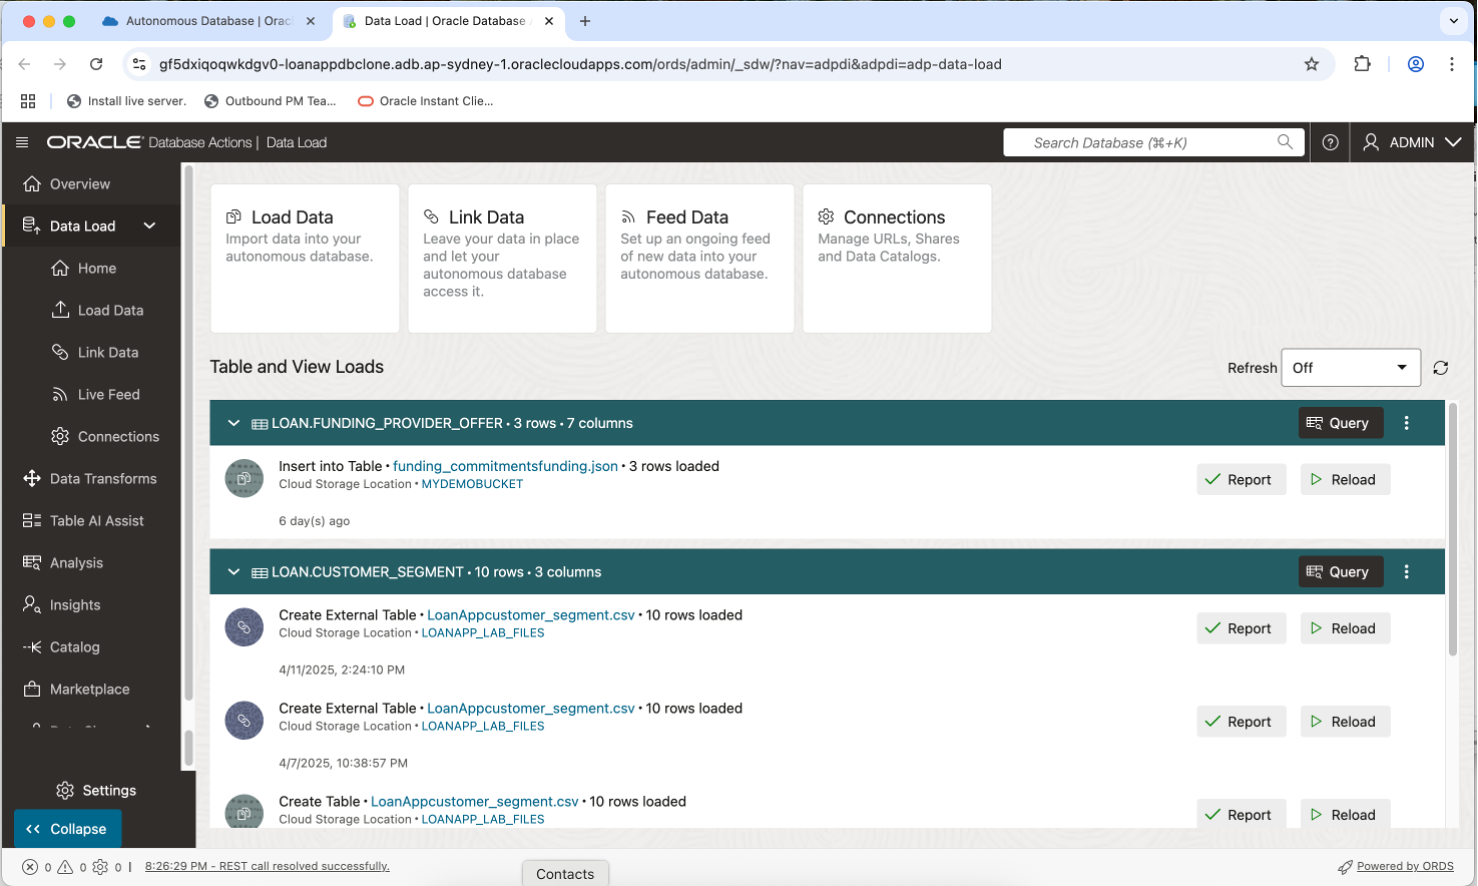 Autonomous Database | Orac
Data Load | Oracle Database
gf5dxiqoqwkdgv0-loanappdbclone.adb.ap-sydney-1.oraclecloudapps.com/ords/admin/_sdw/?nav=adpdi&adpdi=adp-data-load
Install live server.
Outbound PM Tea...
Oracle Instant Clie...
ORACLE Database Actions | Data Load
Search Database (⌘+K)
ADMIN
Overview
Data Load
Home
Load Data
Link Data
Live Feed
Connections
Data Transforms
Table AI Assist
Analysis
Insights
Catalog
Marketplace
Settings
Collapse
Load Data
Import data into your
autonomous database.
Link Data
Leave your data in place
and let your
autonomous database
access it.
Feed Data
Set up an ongoing feed
of new data into your
autonomous database.
Connections
Manage URLs, Shares
and Data Catalogs.
Table and View Loads
Refresh Off
LOAN.FUNDING_PROVIDER_OFFER • 3 rows • 7 columns
Query
Insert into Table • funding_commitmentsfunding.json • 3 rows loaded
Cloud Storage Location • MYDEMOBUCKET
6 day(s) ago
Report
Reload
LOAN.CUSTOMER_SEGMENT • 10 rows • 3 columns
Query
Create External Table • LoanAppcustomer_segment.csv • 10 rows loaded
Cloud Storage Location • LOANAPP_LAB_FILES
4/11/2025, 2:24:10 PM
Report
Reload
Create External Table • LoanAppcustomer_segment.csv • 10 rows loaded
Cloud Storage Location • LOANAPP_LAB_FILES
4/7/2025, 10:38:57 PM
Report
Reload
Create Table • LoanAppcustomer_segment.csv • 10 rows loaded
Cloud Storage Location • LOANAPP_LAB_FILES
Report
Reload
0 0 0 | 8:26:29 PM - REST call resolved successfully.
Contacts
Powered by ORDS